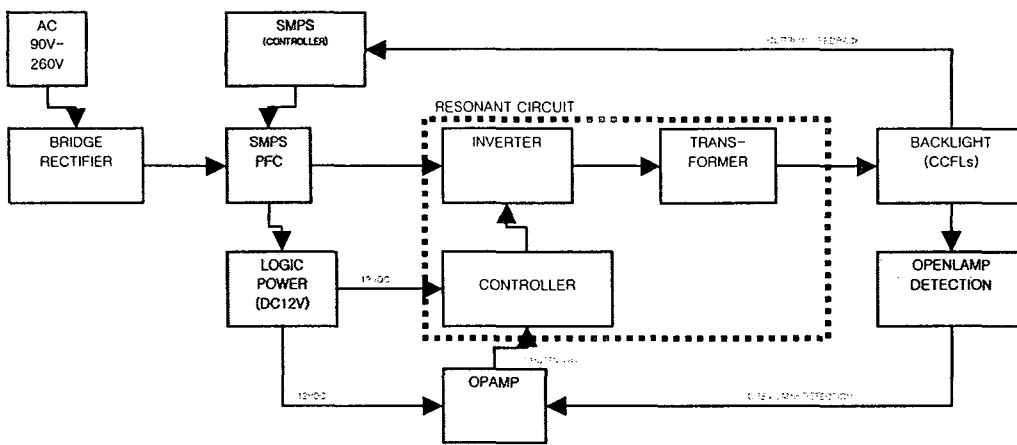 AC
90V-
260V
SMPS
(CONTROLLER)
RESONANT CIRCUIT
BRIDGE
RECTIFIER
SMPS
PFC
INVERTER
TRANS-
FORMER
BACKLIGHT
(CCFLs)
LOGIC
POWER
(DC12V)
CONTROLLER
OPENLAMP
DETECTION
OPAMP
12VDC